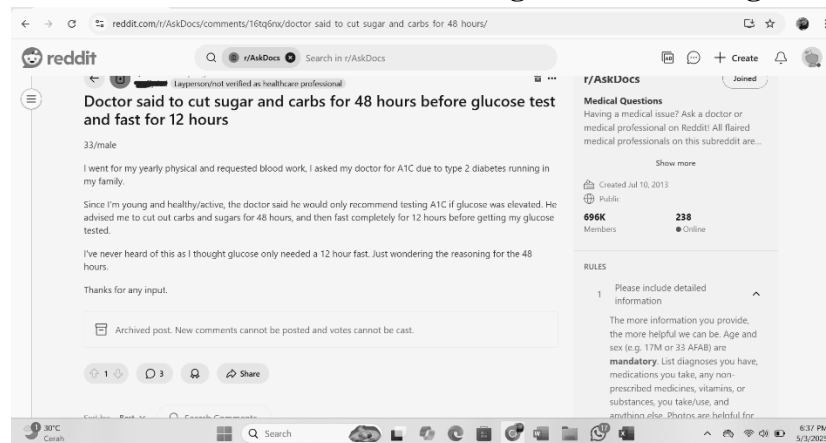 reddit.com/r/AskDocs/comments/16tq6nx/doctor said to cut sugar and carbs for 48 hours/
reddit
r/AskDocs
Search in r/AskDocs
Create
Layperson/not verified as healthcare professional
Doctor said to cut sugar and carbs for 48 hours before glucose test
and fast for 12 hours
33/male
I went for my yearly physical and requested blood work, I asked my doctor for A1C due to type 2 diabetes running in
my family.
Since I'm young and healthy/active, the doctor said he would only recommend testing A1C if glucose was elevated. He
advised me to cut out carbs and sugars for 48 hours, and then fast completely for 12 hours before getting my glucose
tested.
I've never heard of this as I thought glucose only needed a 12 hour fast. Just wondering the reasoning for the 48
hours.
Thanks for any input.
Archived post. New comments cannot be posted and votes cannot be cast.
1
3
Share
Sort by: Best
Search Comments
r/AskDocs
Joined
Medical Questions
Having a medical issue? Ask a doctor or
medical professional on Reddit! All flaired
medical professionals on this subreddit are...
Show more
Created Jul 10, 2013
Public
696K
238
Members
Online
RULES
1
Please include detailed
information
The more information you provide,
the more helpful we can be. Age and
sex (e.g. 17M or 33 AFAB) are
mandatory. List diagnoses you have,
medications you take, any non-
prescribed medicines, vitamins, or
substances, you take/use, and
anything else. Photos are helpful for
30°C
Cerah
Search
17
6:37 PM